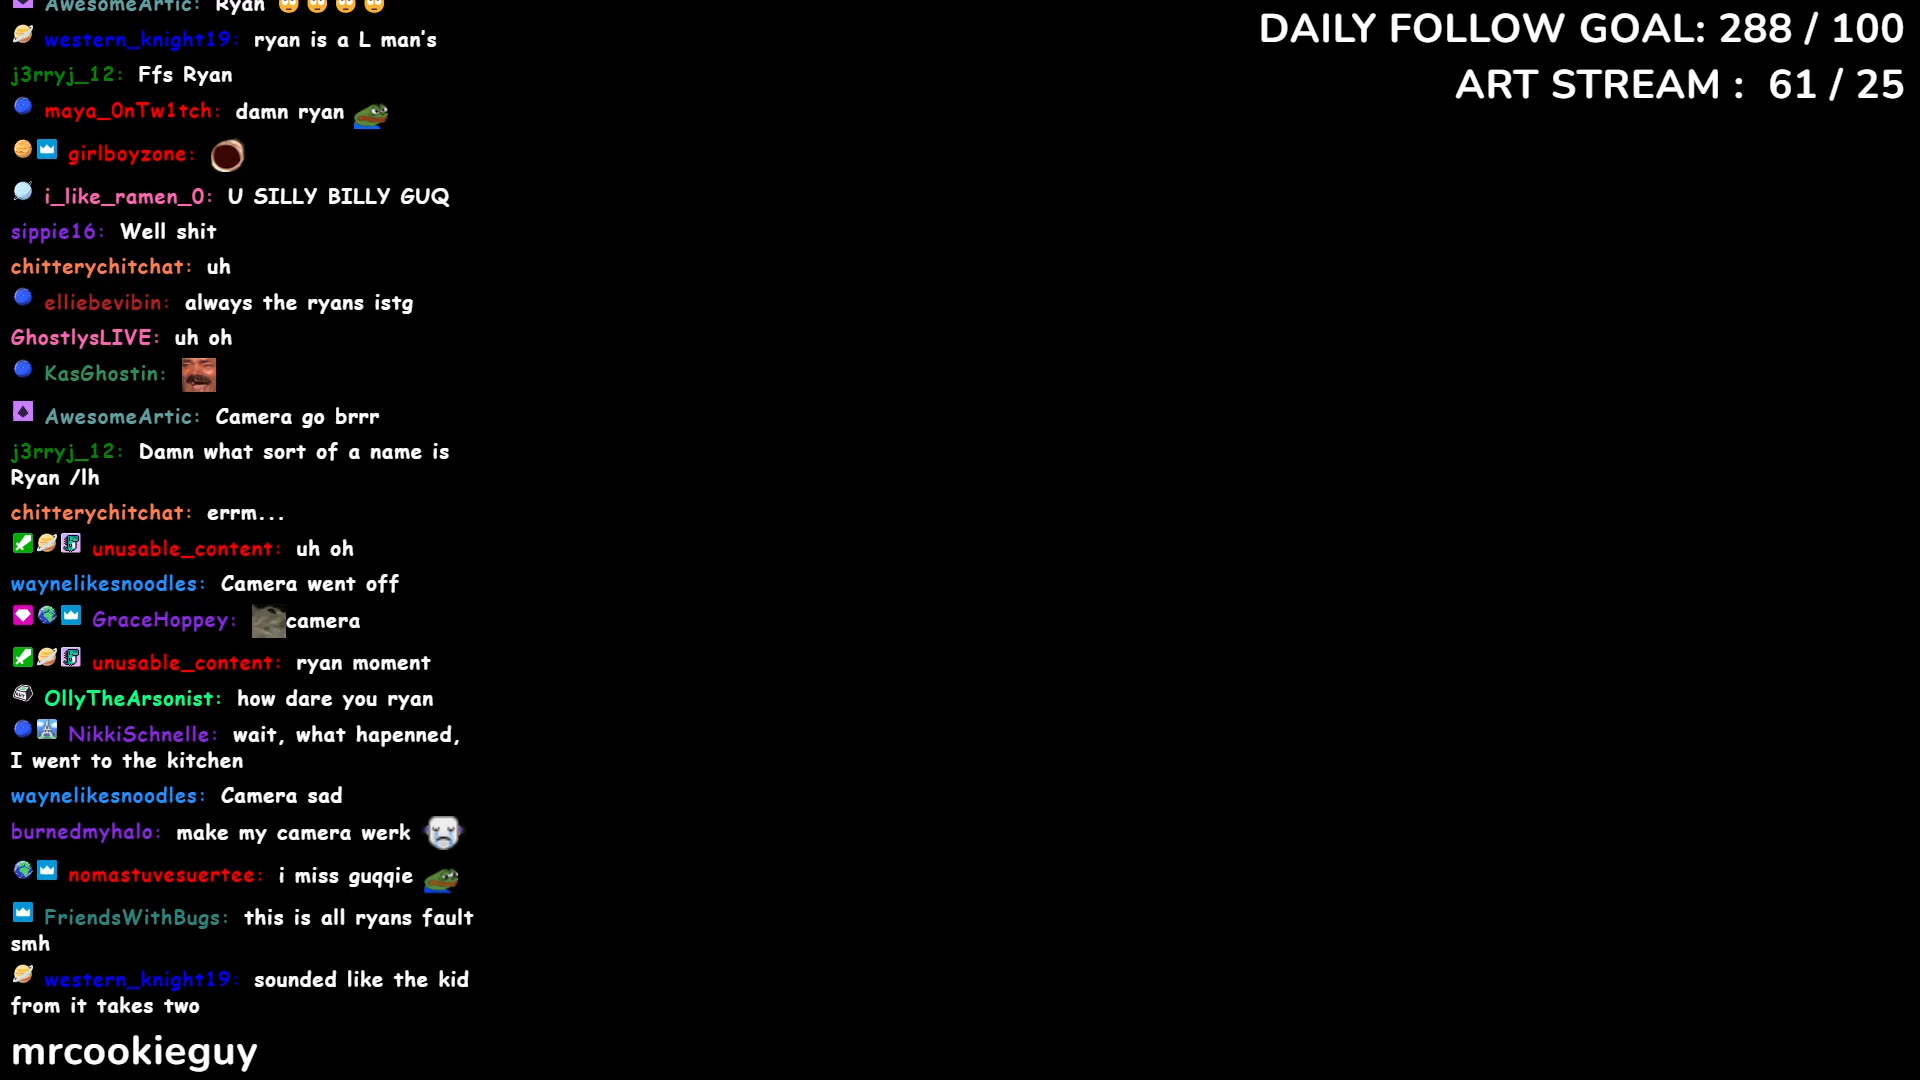 AwesomeArtic: Ryan
DAILY FOLLOW GOAL: 288 / 100
ART STREAM : 61 / 25
western_knight19: ryan is a L man's
j3rryj_12: Ffs Ryan
maya_0nTw1tch: damn ryan
girlboyzone:
i_like_ramen_0: U SILLY BILLY GUQ
sippie16: Well shit
chitterychitchat: uh
elliebevibin: always the ryans istg
GhostlysLIVE: uh oh
KasGhostin:
AwesomeArtic: Camera go brrr
j3rryj_12: Damn what sort of a name is
Ryan /lh
chitterychitchat: errm...
unusable_content: uh oh
waynelikesnoodles: Camera went off
GraceHoppey: camera
unusable_content: ryan moment
OllyTheArsonist: how dare you ryan
NikkiSchnelle: wait, what hapenned,
I went to the kitchen
waynelikesnoodles: Camera sad
burnedmyhalo: make my camera werk
nomastuvesuertee: i miss guqqie
FriendsWithBugs: this is all ryans fault
smh
western_knight19: sounded like the kid
from it takes two
mrcookieguy